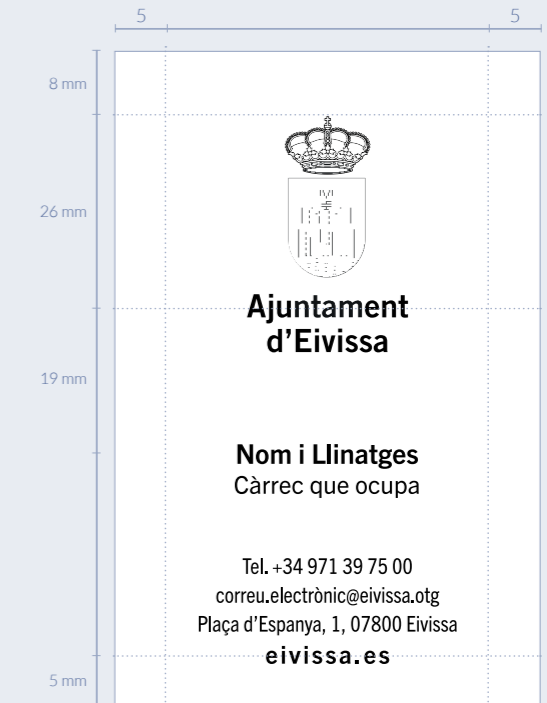 5 5
8 mm
26 mm
Ajuntament
d’Eivissa
19 mm
Nom i Llinatges
Càrrec que ocupa
Tel. +34 971 39 75 00
correu.electrònic@eivissa.otg
Plaça d’Espanya, 1, 07800 Eivissa
eivissa.es
5 mm